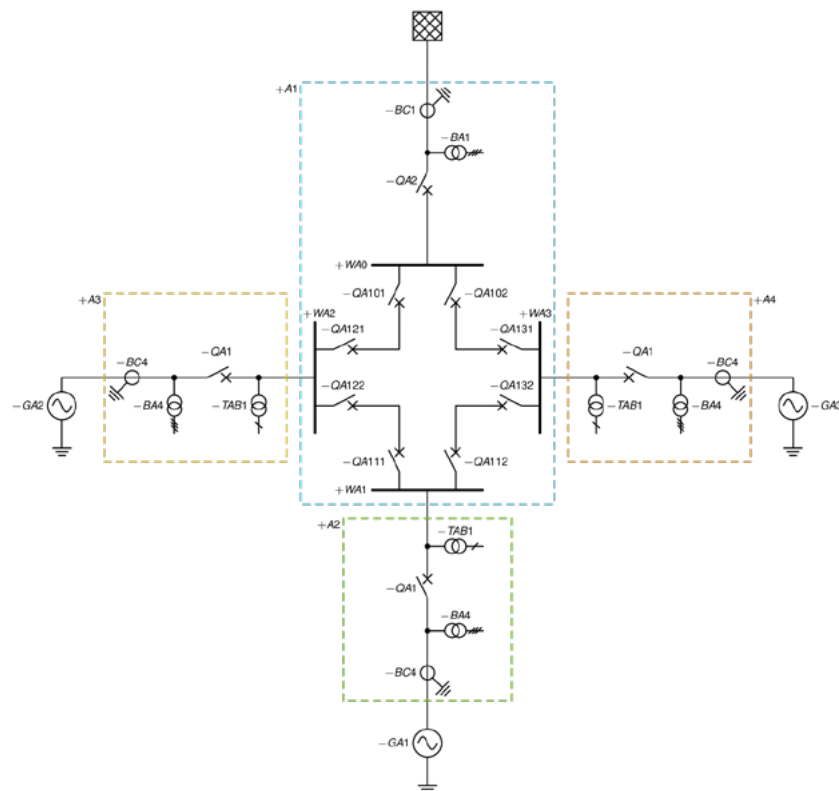 +A1
−BC1
−BA1
−QA2
+WA0
+A3
+A4
−QA101
−QA102
+WA2
+WA3
−QA121
−QA131
−QA1
−QA1
−BC4
−BC4
−QA122
−QA132
−GA2
−BA4
−TAB1
−TAB1
−BA4
−GA3
−QA111
−QA112
+WA1
+A2
−TAB1
−QA1
−BA4
−BC4
−GA1